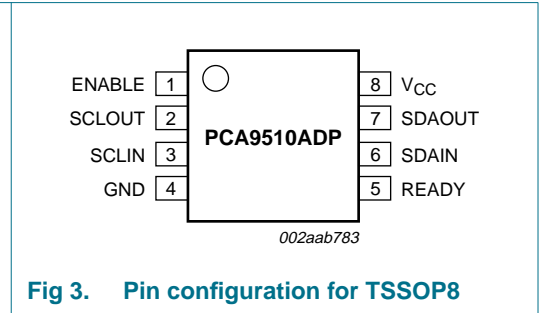 ENABLE 1 8 VCC
SCLOUT 2 PCA9510ADP 7 SDAOUT
SCLIN 3 6 SDAIN
GND 4 5 READY
002aab783
Fig 3. Pin configuration for TSSOP8